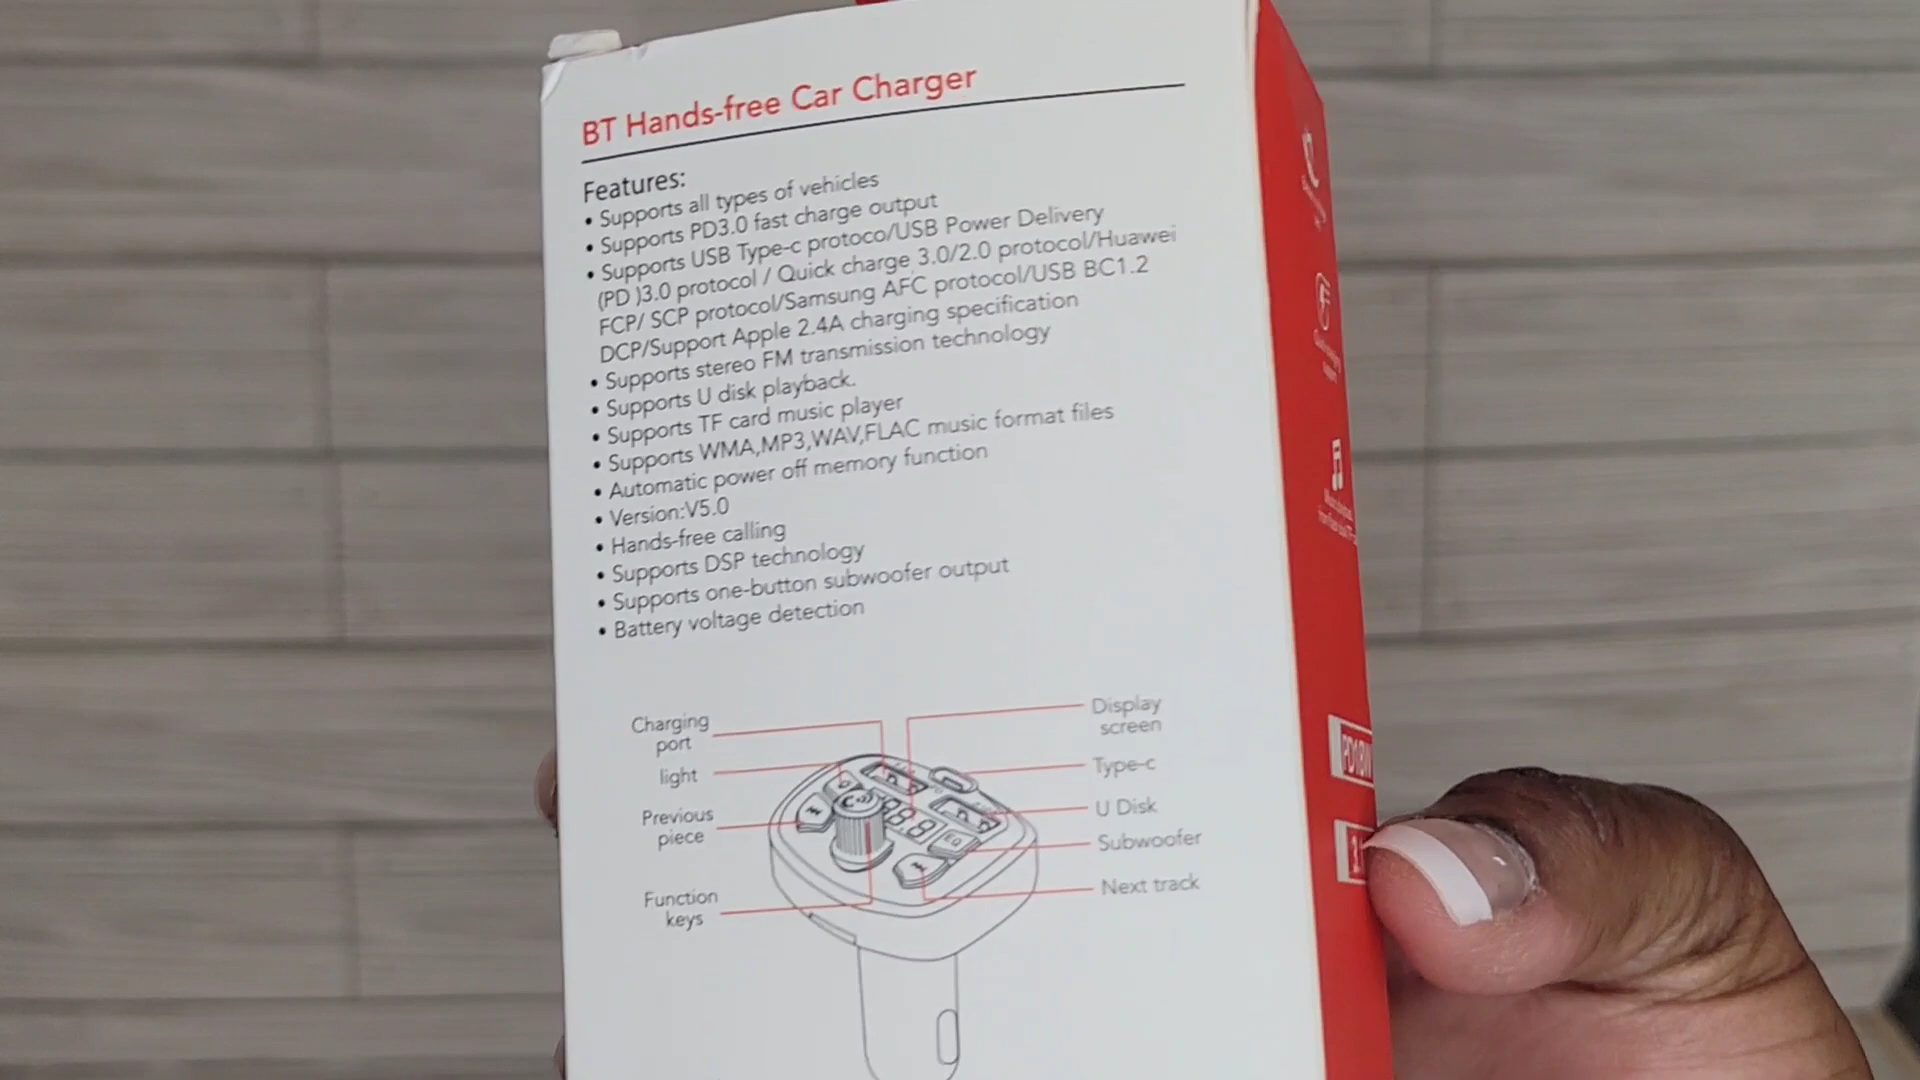 BT Hands-free Car Charger
Features:
• Supports all types of vehicles
• Supports PD3.0 fast charge output
• Supports USB Type-c protoco/USB Power Delivery
(PD )3.0 protocol / Quick charge 3.0/2.0 protocol/Huawei
FCP/ SCP protocol/Samsung AFC protocol/USB BC1.2
DCP/Support Apple 2.4A charging specification
• Supports stereo FM transmission technology
• Supports U disk playback.
• Supports TF card music player
• Supports WMA,MP3,WAV,FLAC music format files
• Automatic power off memory function
• Version:V5.0
• Hands-free calling
• Supports DSP technology
• Supports one-button subwoofer output
• Battery voltage detection
Charging
port
light
Previous
piece
Function
keys
Display
screen
Type-c
U Disk
Subwoofer
Next track
EQ
PD18W